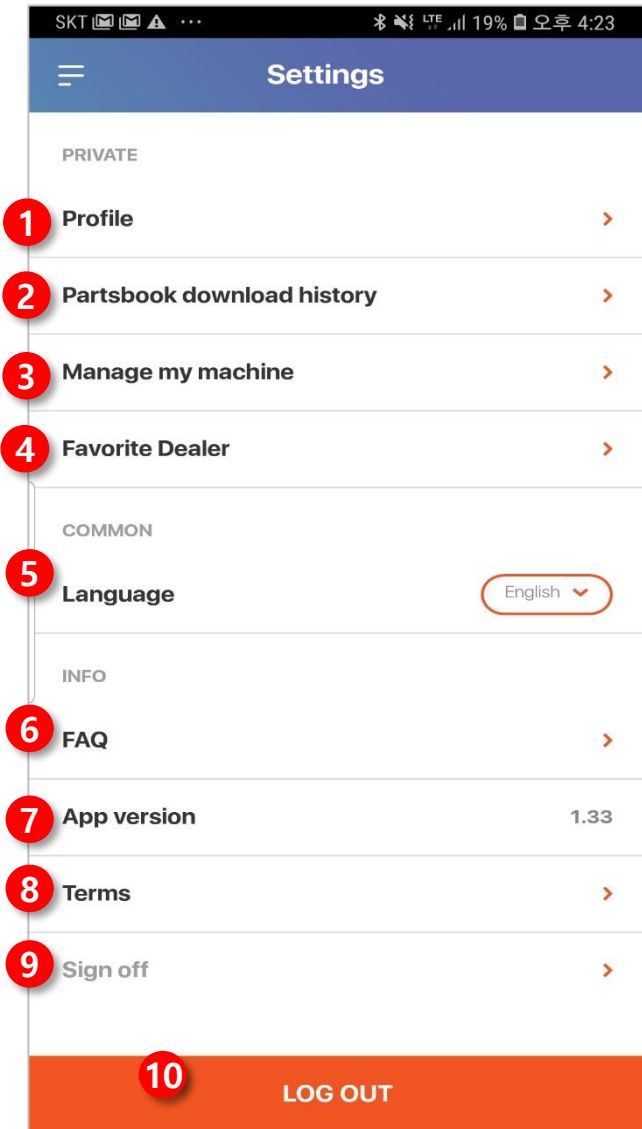 SKT ... LTE 19% 오후 4:23
Settings
PRIVATE
1 Profile
2 Partsbook download history
3 Manage my machine
4 Favorite Dealer
COMMON
5 Language English
INFO
6 FAQ
7 App version 1.33
8 Terms
9 Sign off
10 LOG OUT